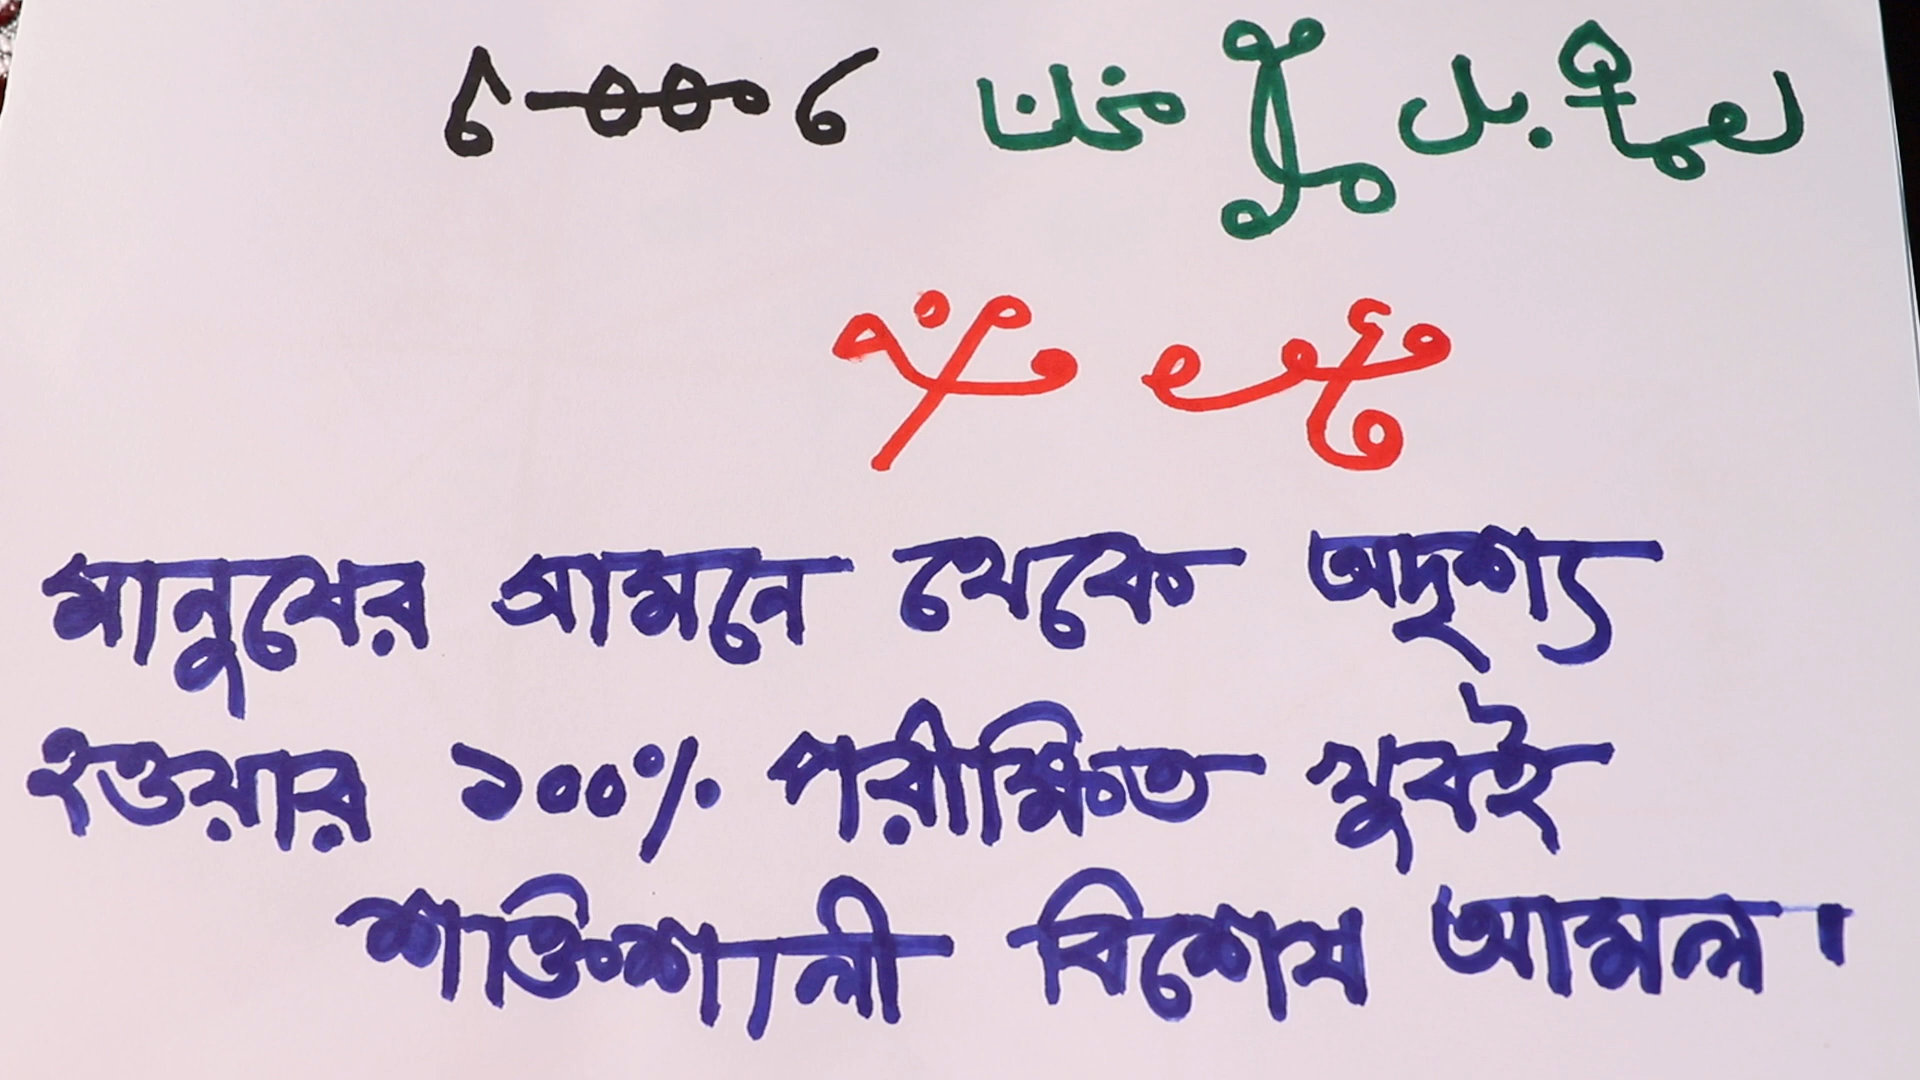 মানুষের সামনে থেকে অদৃশ্য
হওয়ার ১০০% পরীক্ষিত খুবই
শক্তিশালী বিশেষ আমল।